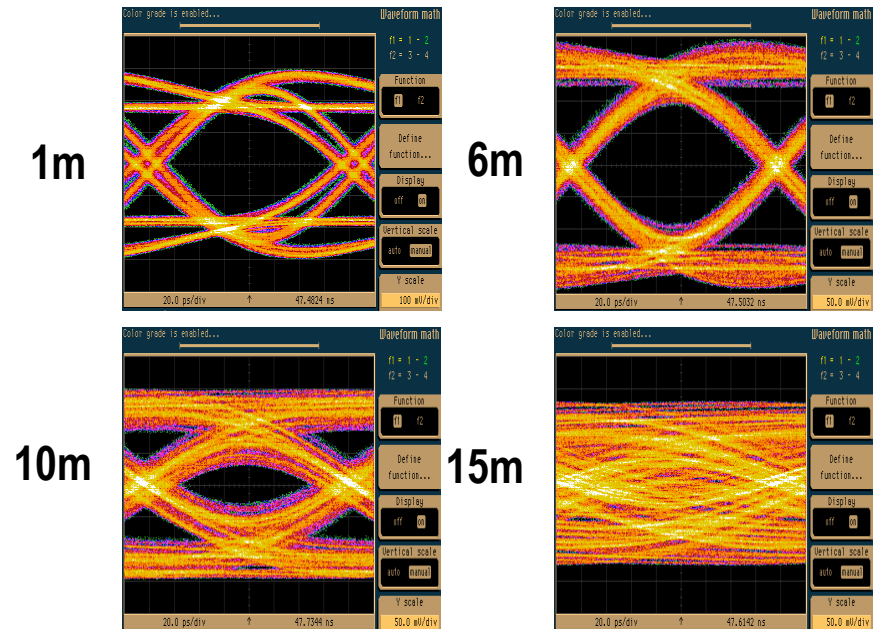 Color grade is enabled...
Waveform math
f1 = 1 - 2
f2 = 3 - 4
Function
f1 f2
Define
function...
Display
off on
Vertical scale
auto manual
Y scale
20.0 ps/div ↑ 47.4824 ns
100 mV/div
1m
Color grade is enabled...
Waveform math
f1 = 1 - 2
f2 = 3 - 4
Function
f1 f2
Define
function...
Display
off on
Vertical scale
auto manual
Y scale
20.0 ps/div ↑ 47.5032 ns
50.0 mV/div
6m
Color grade is enabled...
Waveform math
f1 = 1 - 2
f2 = 3 - 4
Function
f1 f2
Define
function...
Display
off on
Vertical scale
auto manual
Y scale
20.0 ps/div ↑ 47.7344 ns
50.0 mV/div
10m
Color grade is enabled...
Waveform math
f1 = 1 - 2
f2 = 3 - 4
Function
f1 f2
Define
function...
Display
off on
Vertical scale
auto manual
Y scale
20.0 ps/div ↑ 47.6142 ns
50.0 mV/div
15m